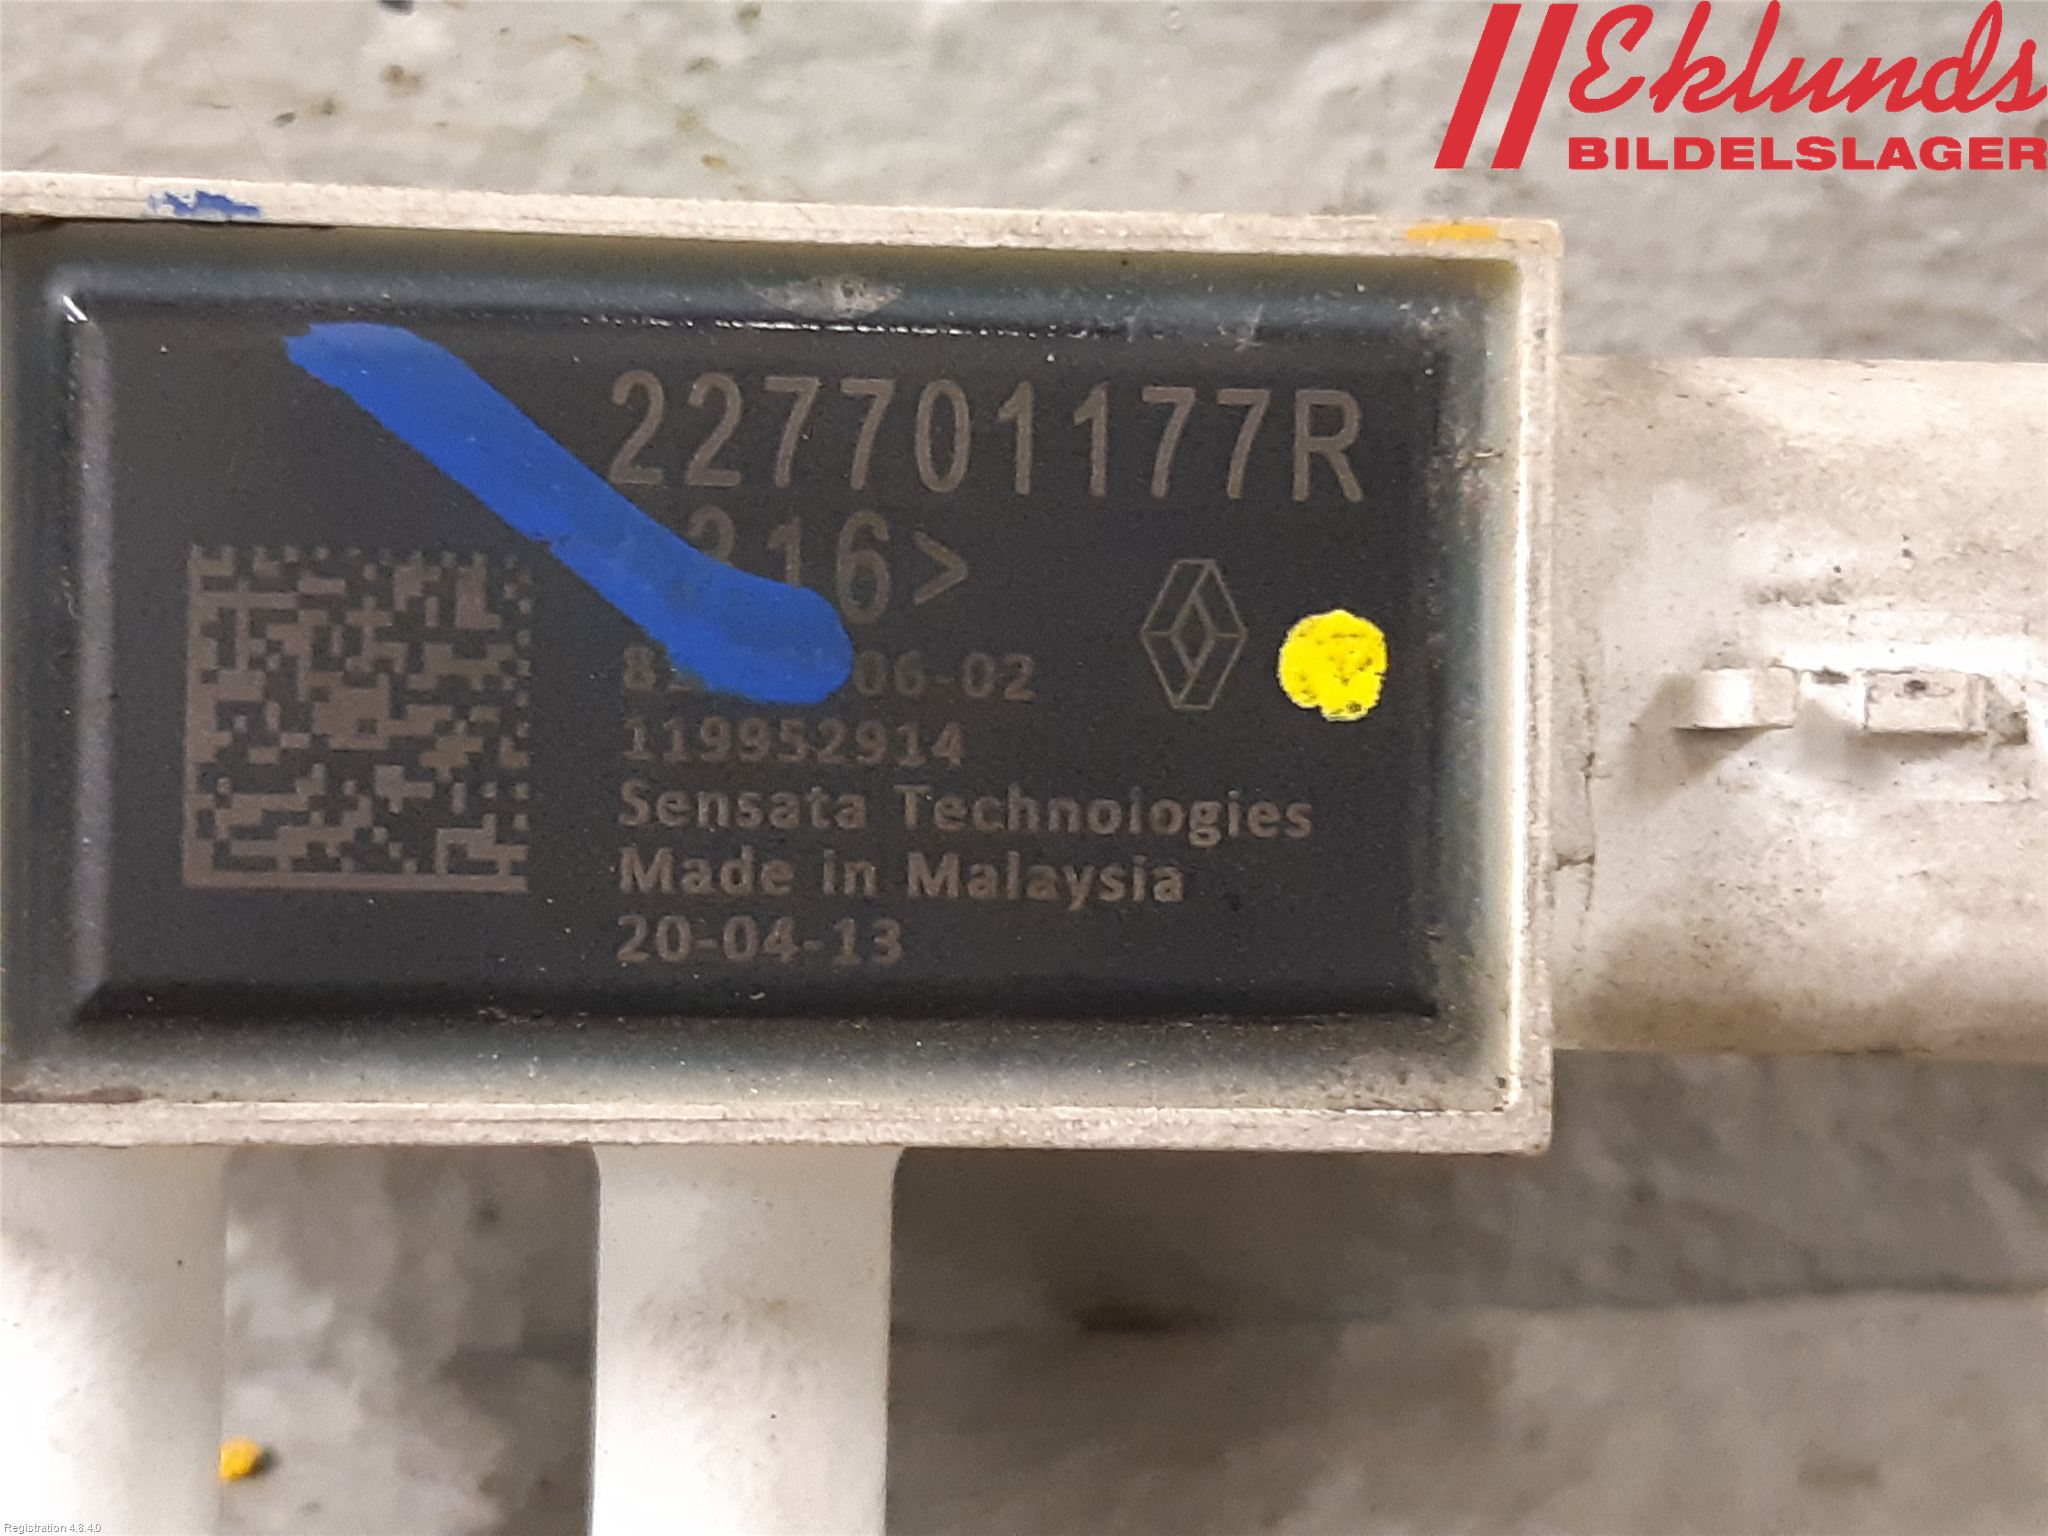 Eklunds
BILDELSLAGER
227701177R
119952914
Sensata Technologies
Made in Malaysia
20-04-13
Registration 4.8.4.0